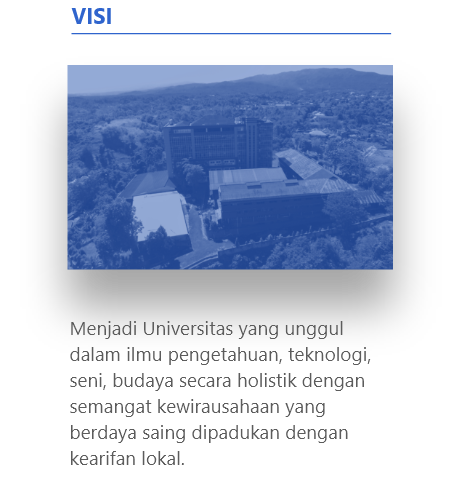 VISI
Menjadi Universitas yang unggul
dalam ilmu pengetahuan, teknologi,
seni, budaya secara holistik dengan
semangat kewirausahaan yang
berdaya saing dipadukan dengan
kearifan lokal.